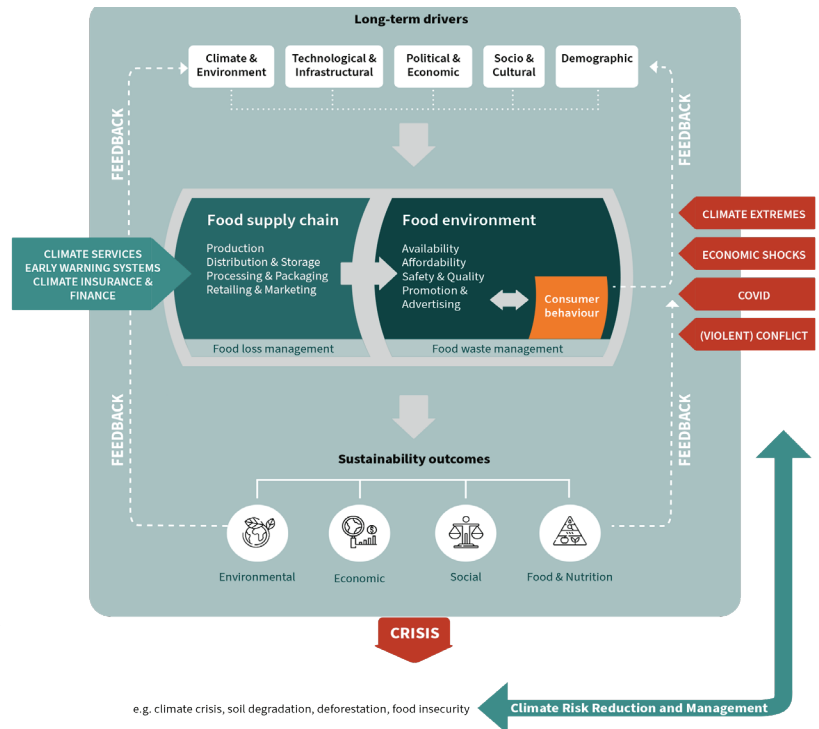 Long-term drivers
Climate &
Environment
Technological &
Infrastructural
Political &
Economic
Socio &
Cultural
Demographic
FEEDBACK
FEEDBACK
Food supply chain
Production
Distribution & Storage
Processing & Packaging
Retailing & Marketing
Food loss management
Food environment
Availability
Affordability
Safety & Quality
Promotion &
Advertising
Consumer
behaviour
Food waste management
CLIMATE SERVICES
EARLY WARNING SYSTEMS
CLIMATE INSURANCE &
FINANCE
CLIMATE EXTREMES
ECONOMIC SHOCKS
COVID
(VIOLENT) CONFLICT
FEEDBACK
FEEDBACK
Sustainability outcomes
Environmental
Economic
Social
Food & Nutrition
CRISIS
e.g. climate crisis, soil degradation, deforestation, food insecurity
Climate Risk Reduction and Management